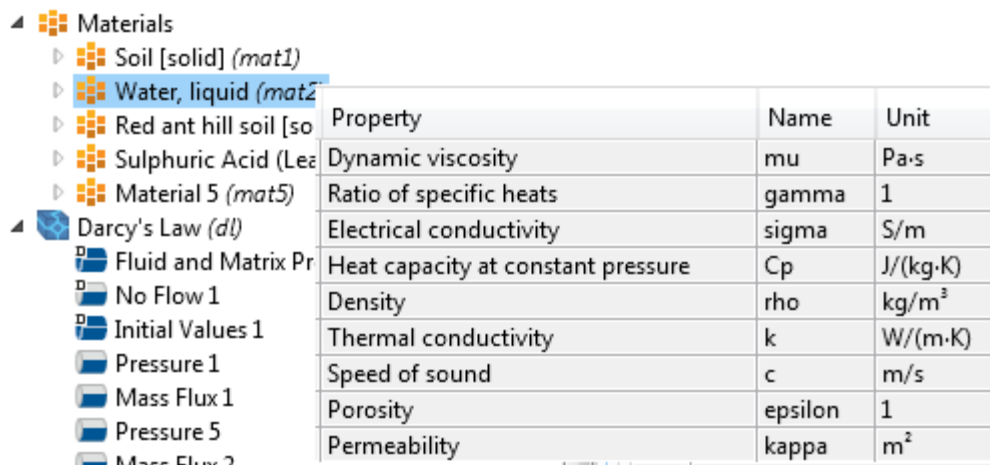 Materials
Soil [solid] (mat1)
Water, liquid (mat2
Red ant hill soil [so
Sulphuric Acid (Lea
Material 5 (mat5)
Darcy's Law (dl)
D Fluid and Matrix Pr
D No Flow 1
D Initial Values 1
Pressure 1
Mass Flux 1
Pressure 5
Mass Flux 2
Property Name Unit
Dynamic viscosity mu Pa·s
Ratio of specific heats gamma 1
Electrical conductivity sigma S/m
Heat capacity at constant pressure Cp J/(kg·K)
Density rho kg/m³
Thermal conductivity k W/(m·K)
Speed of sound c m/s
Porosity epsilon 1
Permeability kappa m²